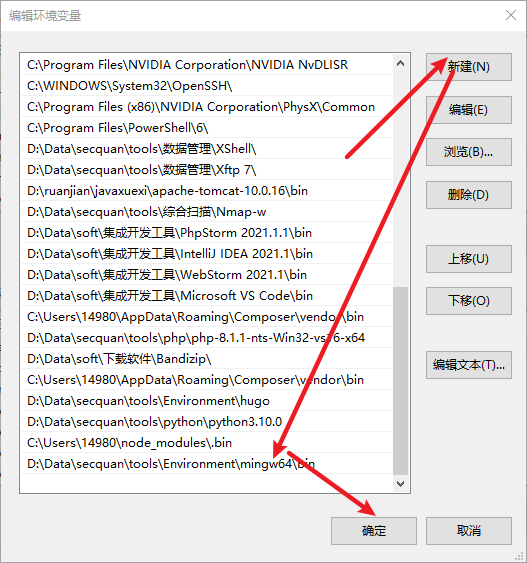 编辑环境变量
C:\Program Files\NVIDIA Corporation\NVIDIA NvDLISR
C:\WINDOWS\System32\OpenSSH\
C:\Program Files (x86)\NVIDIA Corporation\PhysX\Common
C:\Program Files\PowerShell\6\
D:\Data\secquan\tools\数据管理\XShell\
D:\Data\secquan\tools\数据管理\Xftp 7\
D:\ruanjian\javaxuexi\apache-tomcat-10.0.16\bin
D:\Data\secquan\tools\综合扫描\Nmap-w
D:\Data\soft\集成开发工具\PhpStorm 2021.1.1\bin
D:\Data\soft\集成开发工具\IntelliJ IDEA 2021.1\bin
D:\Data\soft\集成开发工具\WebStorm 2021.1\bin
D:\Data\soft\集成开发工具\Microsoft VS Code\bin
C:\Users\14980\AppData\Roaming\Composer\vendor\bin
D:\Data\secquan\tools\php\php-8.1.1-nts-Win32-vs16-x64
D:\Data\soft\下载软件\Bandizip\
C:\Users\14980\AppData\Roaming\Composer\vendor\bin
D:\Data\secquan\tools\Environment\hugo
D:\Data\secquan\tools\python\python3.10.0
C:\Users\14980\node_modules\.bin
D:\Data\secquan\tools\Environment\mingw64\bin
新建(N)
编辑(E)
浏览(B)...
删除(D)
上移(U)
下移(O)
编辑文本(T)...
确定
取消